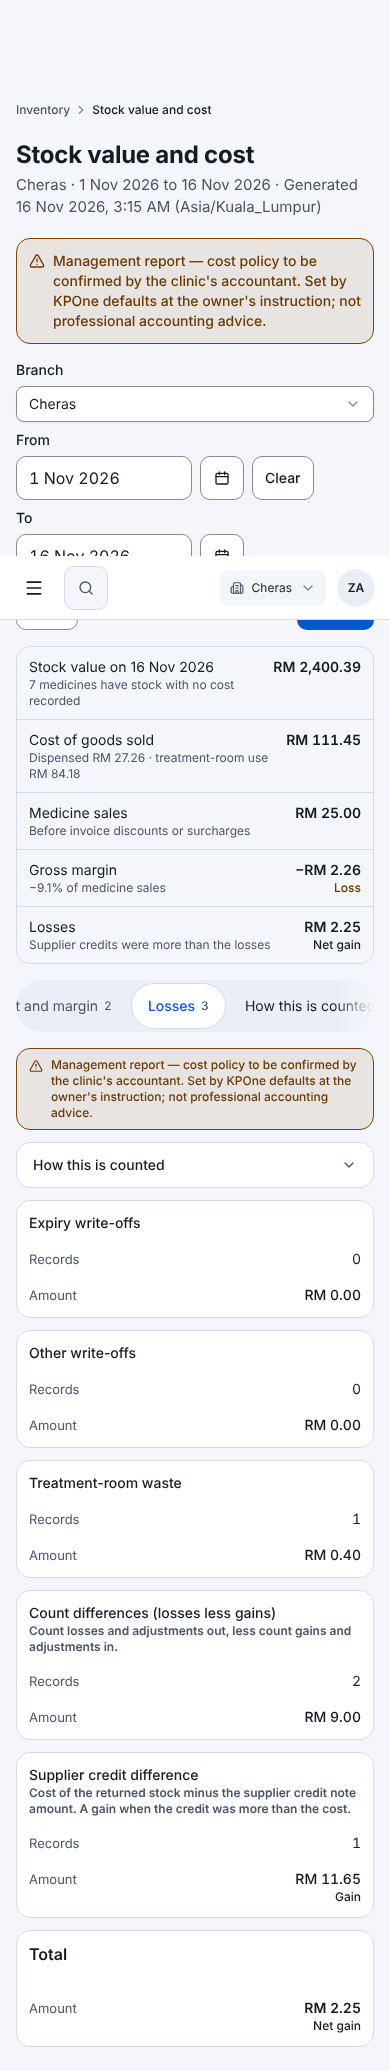 Inventory > Stock value and cost
Stock value and cost
Cheras · 1 Nov 2026 to 16 Nov 2026 · Generated
16 Nov 2026, 3:15 AM (Asia/Kuala_Lumpur)
Management report — cost policy to be
confirmed by the clinic's accountant. Set by
KPOne defaults at the owner's instruction; not
professional accounting advice.
Branch
Cheras
From
1 Nov 2026
Clear
To
16 Nov 2026
Cheras
ZA
Stock value on 16 Nov 2026 RM 2,400.39
7 medicines have stock with no cost
recorded
Cost of goods sold RM 111.45
Dispensed RM 27.26 · treatment-room use
RM 84.18
Medicine sales RM 25.00
Before invoice discounts or surcharges
Gross margin −RM 2.26
−9.1% of medicine sales Loss
Losses RM 2.25
Supplier credits were more than the losses Net gain
t and margin 2 Losses 3 How this is counted
Management report — cost policy to be confirmed by
the clinic's accountant. Set by KPOne defaults at the
owner's instruction; not professional accounting
advice.
How this is counted
Expiry write-offs
Records 0
Amount RM 0.00
Other write-offs
Records 0
Amount RM 0.00
Treatment-room waste
Records 1
Amount RM 0.40
Count differences (losses less gains)
Count losses and adjustments out, less count gains and
adjustments in.
Records 2
Amount RM 9.00
Supplier credit difference
Cost of the returned stock minus the supplier credit note
amount. A gain when the credit was more than the cost.
Records 1
Amount RM 11.65
Gain
Total
Amount RM 2.25
Net gain